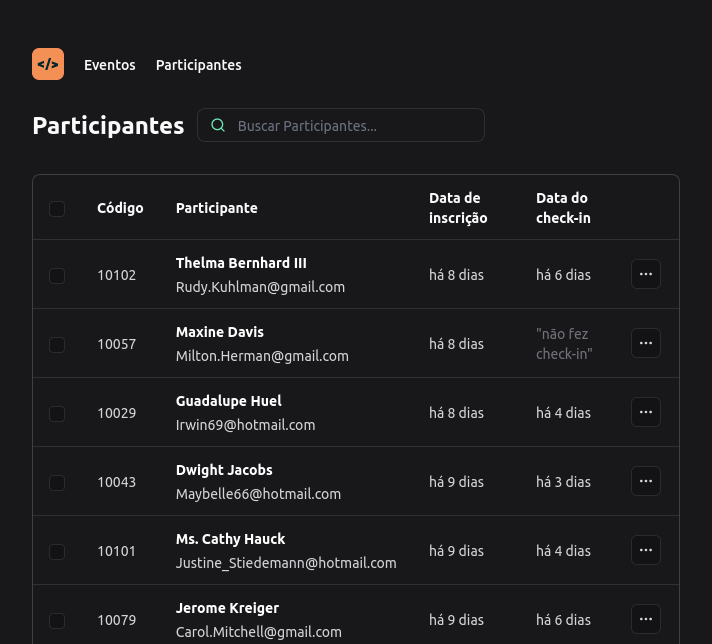 </>
Eventos Participantes
Participantes
Buscar Participantes...
Código Participante Data de inscrição Data do check-in
10102 Thelma Bernhard III há 8 dias há 6 dias ...
Rudy.Kuhlman@gmail.com
10057 Maxine Davis há 8 dias "não fez check-in" ...
Milton.Herman@gmail.com
10029 Guadalupe Huel há 8 dias há 4 dias ...
Irwin69@hotmail.com
10043 Dwight Jacobs há 9 dias há 3 dias ...
Maybelle66@hotmail.com
10101 Ms. Cathy Hauck há 9 dias há 4 dias ...
Justine_Stiedemann@hotmail.com
10079 Jerome Kreiger há 9 dias há 6 dias ...
Carol.Mitchell@gmail.com